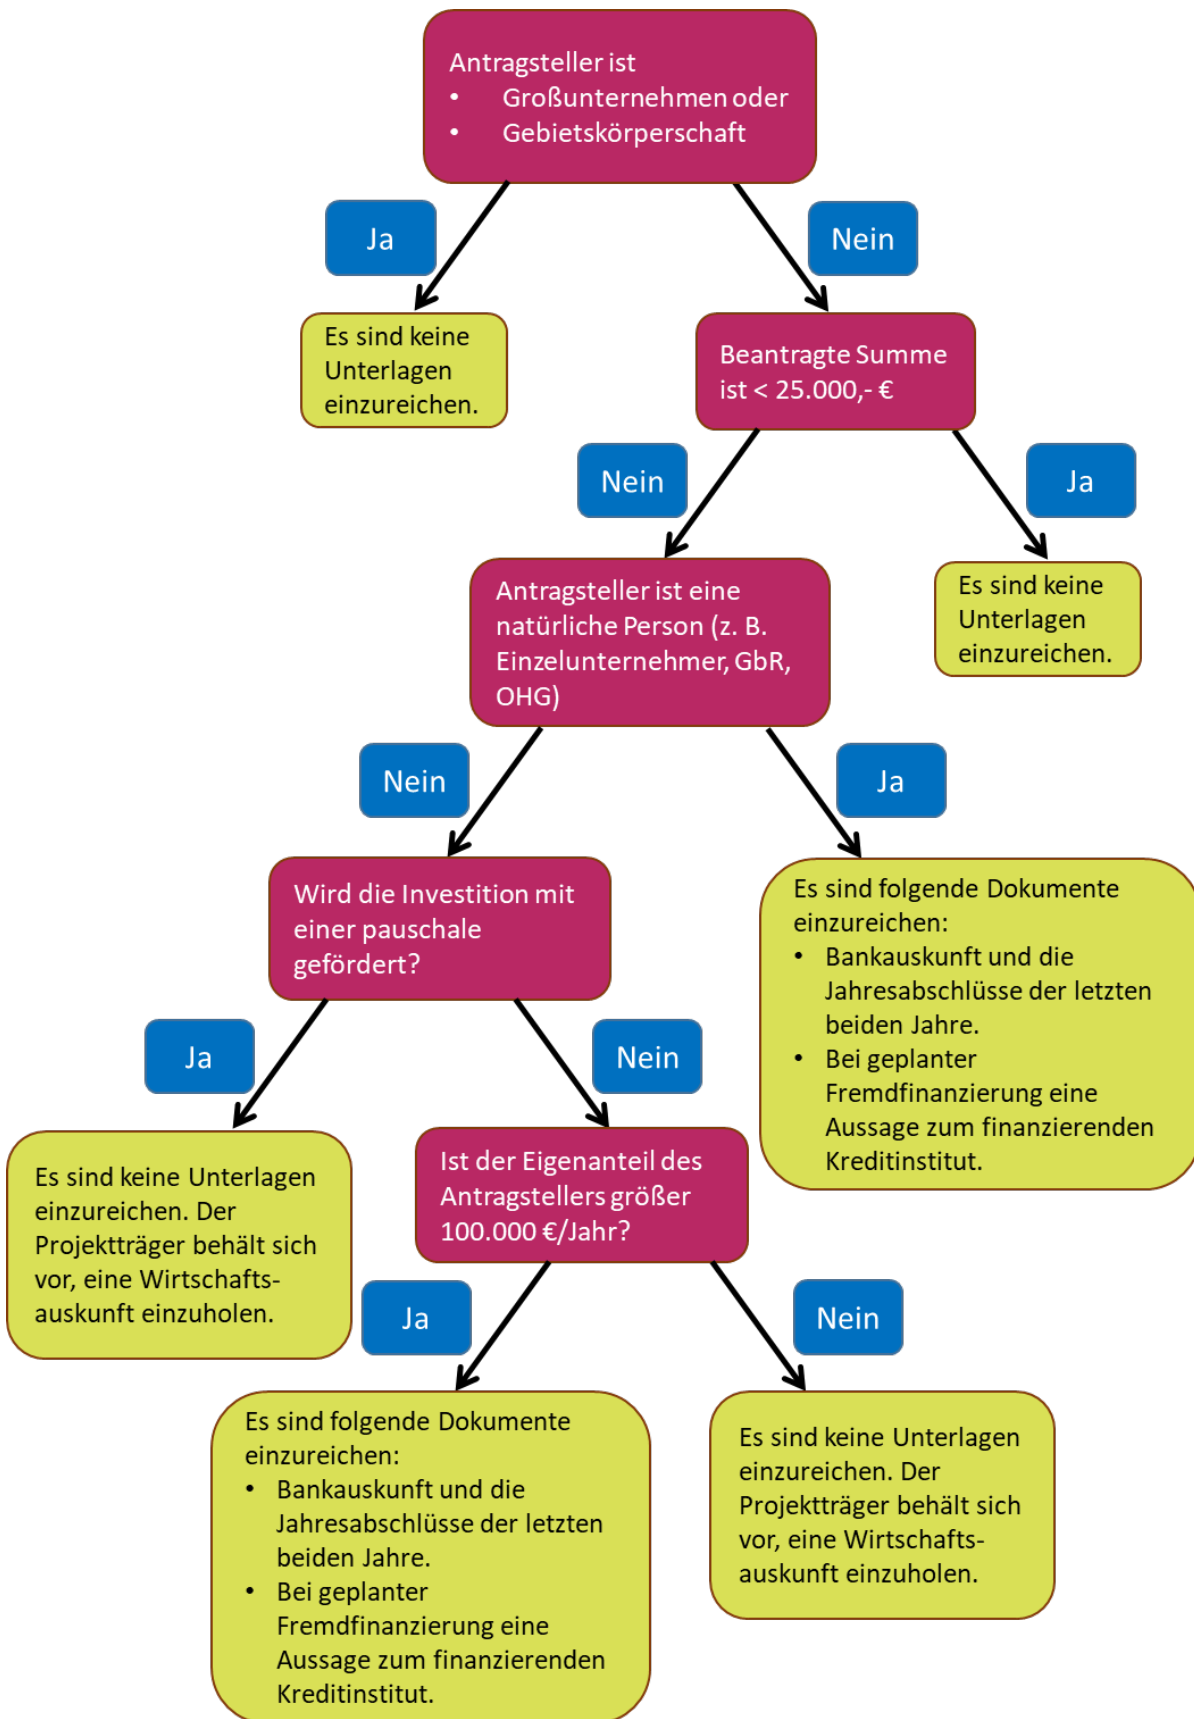 Antragsteller ist
• Großunternehmen oder
• Gebietskörperschaft
Ja
Nein
Es sind keine
Unterlagen
einzureichen.
Beantragte Summe
ist < 25.000,- €
Nein
Ja
Antragsteller ist eine
natürliche Person (z. B.
Einzelunternehmer, GbR,
OHG)
Es sind keine
Unterlagen
einzureichen.
Nein
Ja
Wird die Investition mit
einer pauschale
gefördert?
Es sind folgende Dokumente
einzureichen:
• Bankauskunft und die
Jahresabschlüsse der letzten
beiden Jahre.
• Bei geplanter
Fremdfinanzierung eine
Aussage zum finanzierenden
Kreditinstitut.
Ja
Nein
Es sind keine Unterlagen
einzureichen. Der
Projektträger behält sich
vor, eine Wirtschafts-
auskunft einzuholen.
Ist der Eigenanteil des
Antragstellers größer
100.000 €/Jahr?
Ja
Nein
Es sind folgende Dokumente
einzureichen:
• Bankauskunft und die
Jahresabschlüsse der letzten
beiden Jahre.
• Bei geplanter
Fremdfinanzierung eine
Aussage zum finanzierenden
Kreditinstitut.
Es sind keine Unterlagen
einzureichen. Der
Projektträger behält sich
vor, eine Wirtschafts-
auskunft einzuholen.